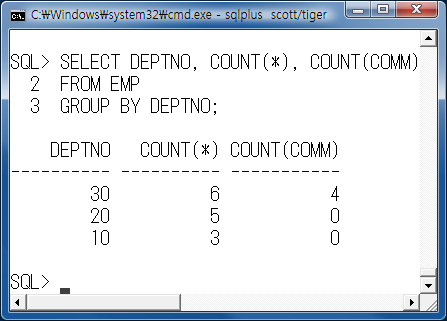 C:₩Windows₩system32₩cmd.exe - sqlplus scott/tiger
SQL> SELECT DEPTNO, COUNT(*), COUNT(COMM)
2 FROM EMP
3 GROUP BY DEPTNO;
DEPTNO COUNT(*) COUNT(COMM)
---------- ---------- -----------
30 6 4
20 5 0
10 3 0
SQL> _